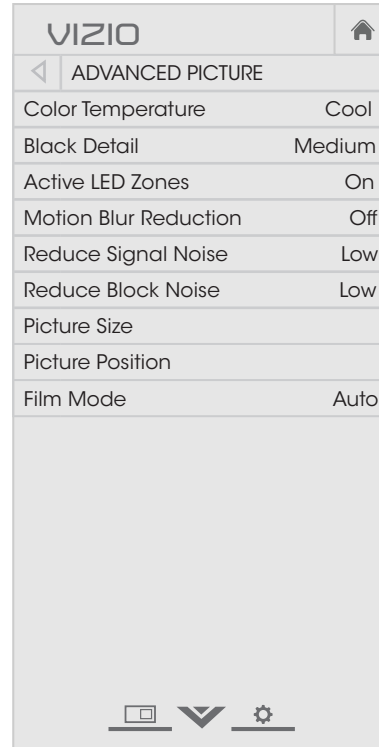 VIZIO
ADVANCED PICTURE
Color Temperature Cool
Black Detail Medium
Active LED Zones On
Motion Blur Reduction Off
Reduce Signal Noise Low
Reduce Block Noise Low
Picture Size
Picture Position
Film Mode Auto